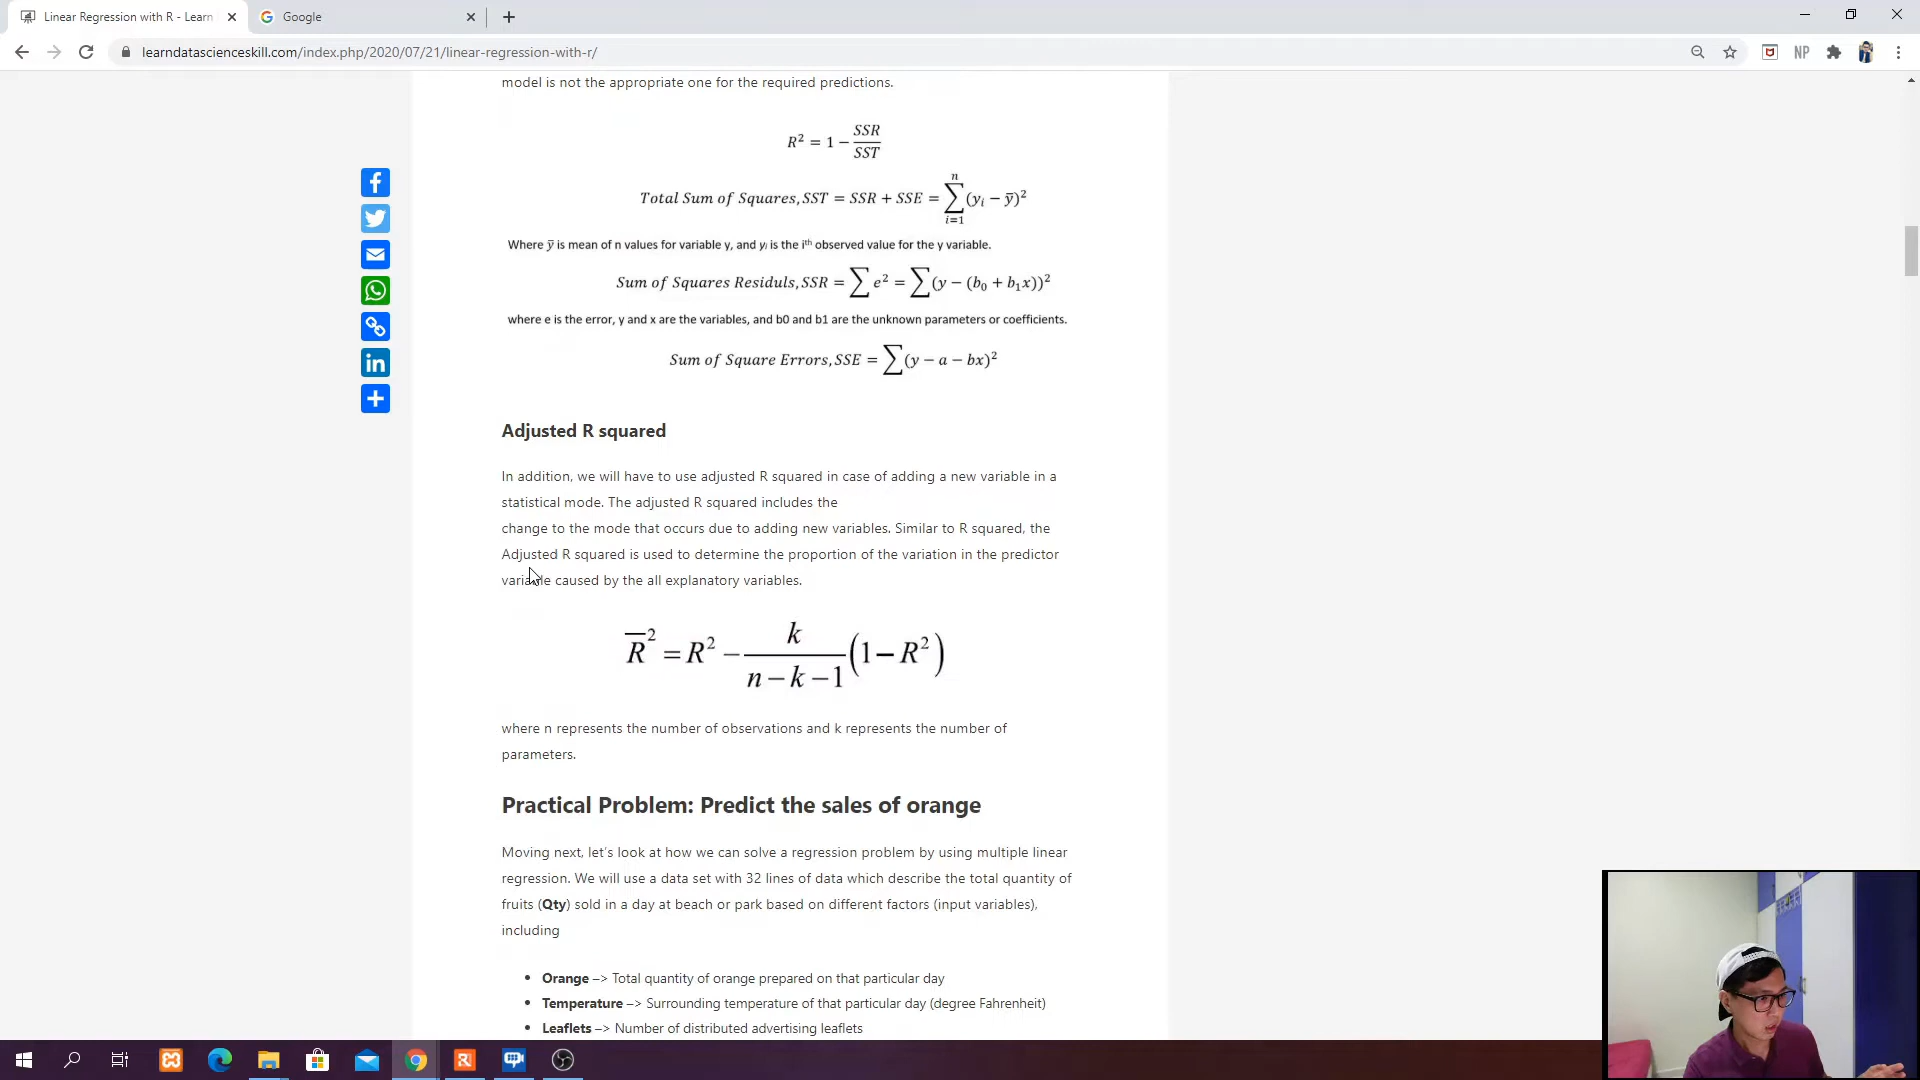 Linear Regression with R - Learn
Google
learndatascienceskill.com/index.php/2020/07/21/linear-regression-with-r/
NP
model is not the appropriate one for the required predictions.
R² = 1 − SSR/SST
Total Sum of Squares, SST = SSR + SSE = ∑ⁿᵢ₌₁ (yᵢ − ȳ)²
Where ȳ is mean of n values for variable y, and yᵢ is the iᵗʰ observed value for the y variable.
Sum of Squares Residuls, SSR = ∑ e² = ∑(y − (b₀ + b₁x))²
where e is the error, y and x are the variables, and b0 and b1 are the unknown parameters or coefficients.
Sum of Square Errors, SSE = ∑(y − a − bx)²
Adjusted R squared
In addition, we will have to use adjusted R squared in case of adding a new variable in a
statistical mode. The adjusted R squared includes the
change to the mode that occurs due to adding new variables. Similar to R squared, the
Adjusted R squared is used to determine the proportion of the variation in the predictor
variable caused by the all explanatory variables.
R̅² = R² − k/(n − k − 1) (1 − R²)
where n represents the number of observations and k represents the number of
parameters.
Practical Problem: Predict the sales of orange
Moving next, let's look at how we can solve a regression problem by using multiple linear
regression. We will use a data set with 32 lines of data which describe the total quantity of
fruits (Qty) sold in a day at beach or park based on different factors (input variables),
including
• Orange –> Total quantity of orange prepared on that particular day
• Temperature –> Surrounding temperature of that particular day (degree Fahrenheit)
• Leaflets –> Number of distributed advertising leaflets